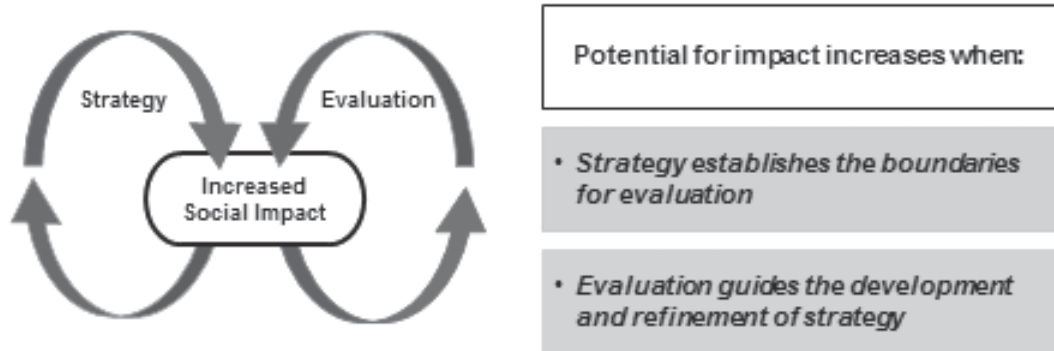 Strategy
Evaluation
Increased
Social Impact
Potential for impact increases when:
• Strategy establishes the boundaries
for evaluation
• Evaluation guides the development
and refinement of strategy